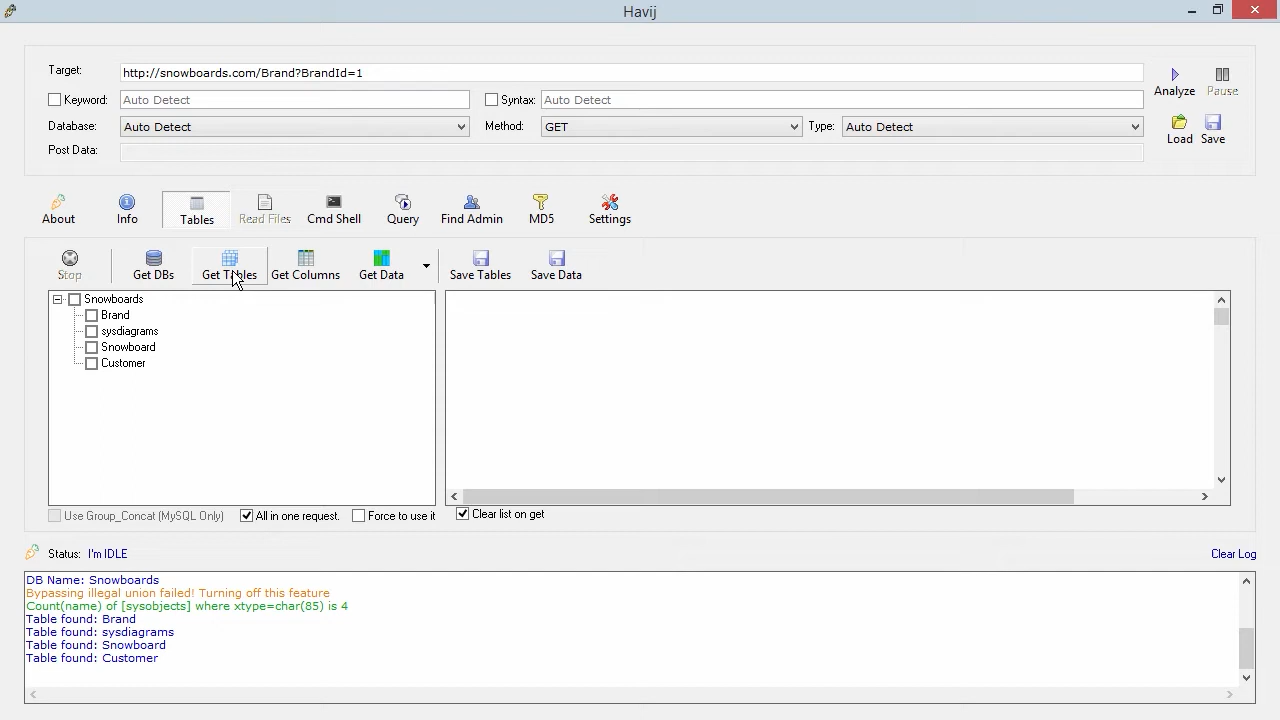 Havij
Target: http://snowboards.com/Brand?BrandId=1
Keyword: Auto Detect Syntax: Auto Detect
Analyze Pause
Database: Auto Detect Method: GET Type: Auto Detect
Post Data:
Load Save
About Info Tables Read Files Cmd Shell Query Find Admin MD5 Settings
Stop Get DBs Get Tables Get Columns Get Data Save Tables Save Data
Snowboards
Brand
sysdiagrams
Snowboard
Customer
Use Group_Concat (MySQL Only) All in one request. Force to use it Clear list on get
Status: I'm IDLE Clear Log
DB Name: Snowboards
Bypassing illegal union failed! Turning off this feature
Count(name) of [sysobjects] where xtype=char(85) is 4
Table found: Brand
Table found: sysdiagrams
Table found: Snowboard
Table found: Customer